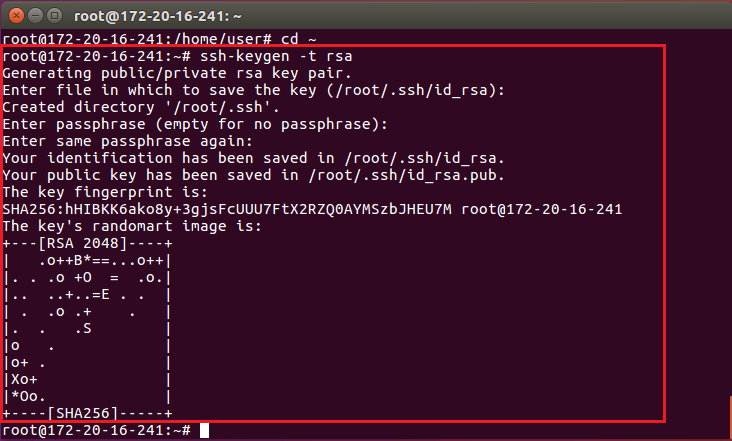 root@172-20-16-241: ~
root@172-20-16-241:/home/user# cd ~
root@172-20-16-241:~# ssh-keygen -t rsa
Generating public/private rsa key pair.
Enter file in which to save the key (/root/.ssh/id_rsa):
Created directory '/root/.ssh'.
Enter passphrase (empty for no passphrase):
Enter same passphrase again:
Your identification has been saved in /root/.ssh/id_rsa.
Your public key has been saved in /root/.ssh/id_rsa.pub.
The key fingerprint is:
SHA256:hHIBKK6ako8y+3gjsFcUUU7FtX2RZQ0AYMSzbJHEU7M root@172-20-16-241
The key's randomart image is:
+---[RSA 2048]----+
|   .o++B*==...o++|
|. . .o +O  =  .o.|
|..  ..+..=E . .  |
| .  .o .+    .   |
|.  .   .S        |
|o   .            |
|o+ .             |
|Xo+              |
|*Oo.             |
+----[SHA256]-----+
root@172-20-16-241:~#